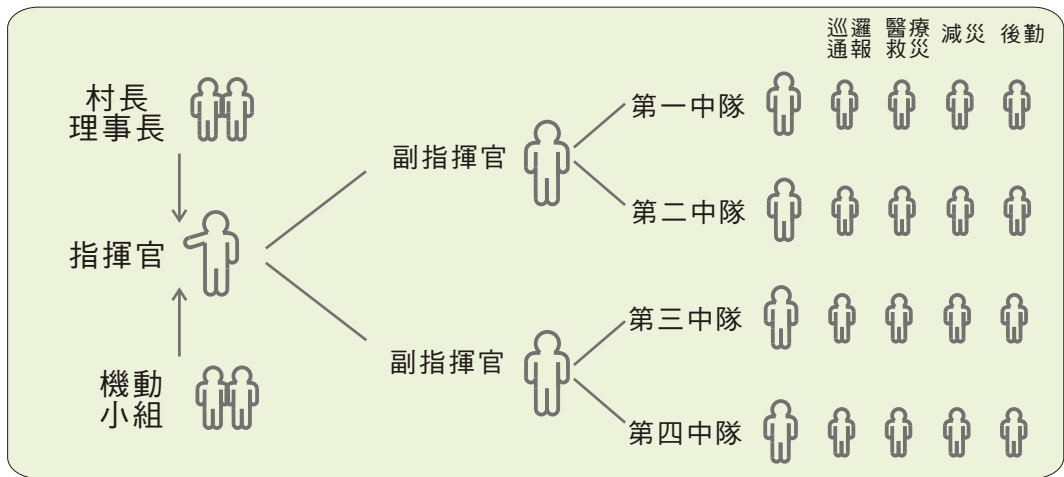 巡邏
通報
醫療
救災
減災
後勤
村長
理事長
第一中隊
副指揮官
第二中隊
指揮官
第三中隊
副指揮官
機動
小組
第四中隊